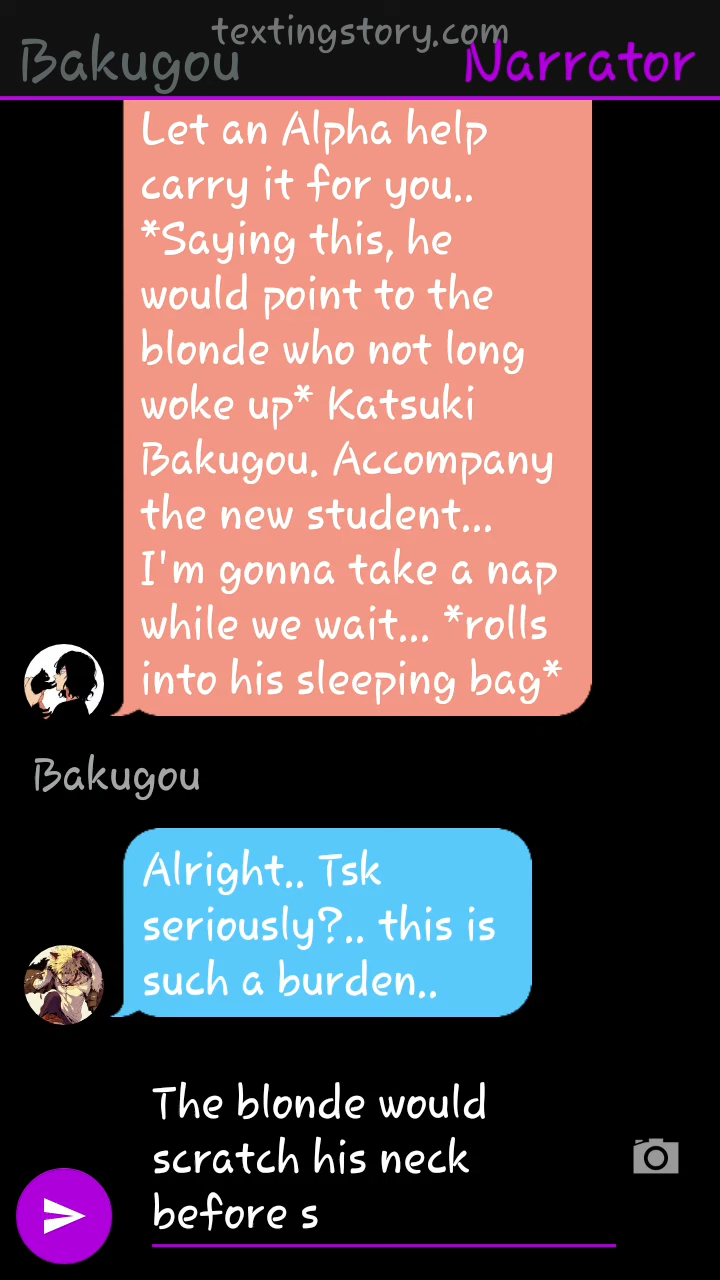 textingstory.com
Bakugou
Narrator
Let an Alpha help
carry it for you..
*Saying this, he
would point to the
blonde who not long
woke up* Katsuki
Bakugou. Accompany
the new student...
I'm gonna take a nap
while we wait... *rolls
into his sleeping bag*
Bakugou
Alright.. Tsk
seriously?.. this is
such a burden..
The blonde would
scratch his neck
before s